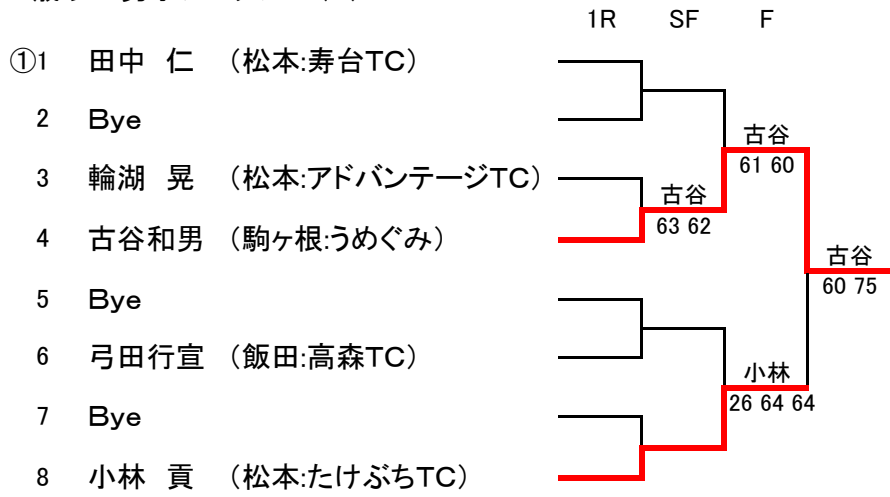 1R SF F
①1 田中 仁 (松本:寿台TC)
2 Bye
古谷
61 60
3 輪湖 晃 (松本:アドバンテージTC)
古谷
63 62
4 古谷和男 (駒ヶ根:うめぐみ)
古谷
60 75
5 Bye
6 弓田行宣 (飯田:高森TC)
小林
26 64 64
7 Bye
8 小林 貢 (松本:たけぶちTC)